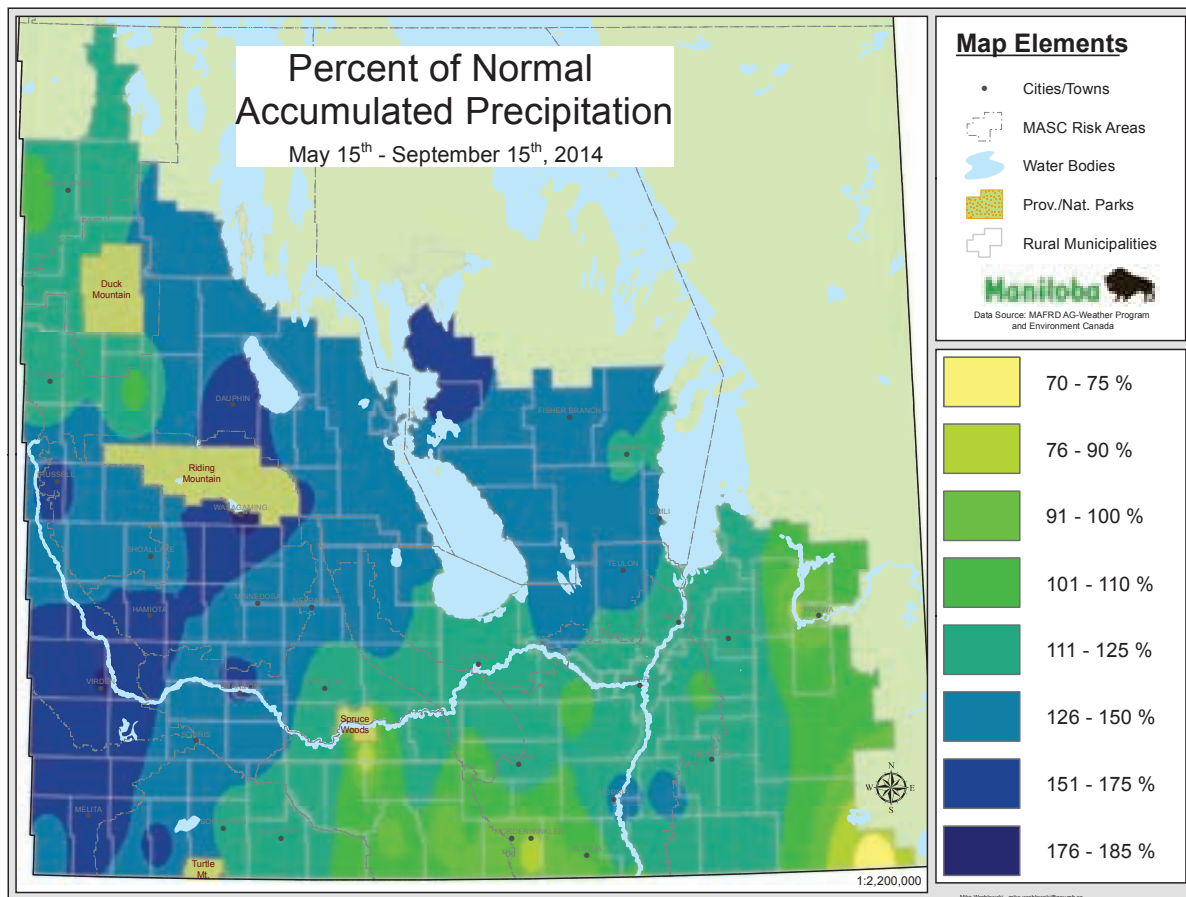 Percent of Normal
Accumulated Precipitation
May 15th - September 15th, 2014
Duck
Mountain
DAUPHIN
FISHER BRANCH
Riding
Mountain
RUSSELL
WASAGAMING
GIMLI
SHOAL LAKE
TEULON
MINNEDOSA
HAMIOTA
VIRDEN
Spruce
Woods
SOURIS
MELITA
Turtle
Mt.
1:2,200,000
N
W E
S
Map Elements
Cities/Towns
MASC Risk Areas
Water Bodies
Prov./Nat. Parks
Rural Municipalities
Manitoba
Data Source: MAFRD AG-Weather Program
and Environment Canada
70 - 75 %
76 - 90 %
91 - 100 %
101 - 110 %
111 - 125 %
126 - 150 %
151 - 175 %
176 - 185 %